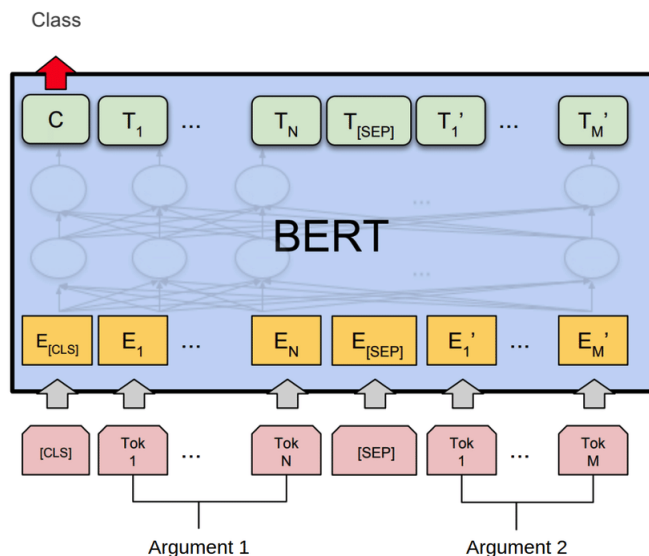 Class
C T1 ... TN T[SEP] T1' ... TM'
...
BERT
...
E[CLS] E1 ... EN E[SEP] E1' ... EM'
[CLS] Tok 1 ... Tok N [SEP] Tok 1 ... Tok M
Argument 1 Argument 2